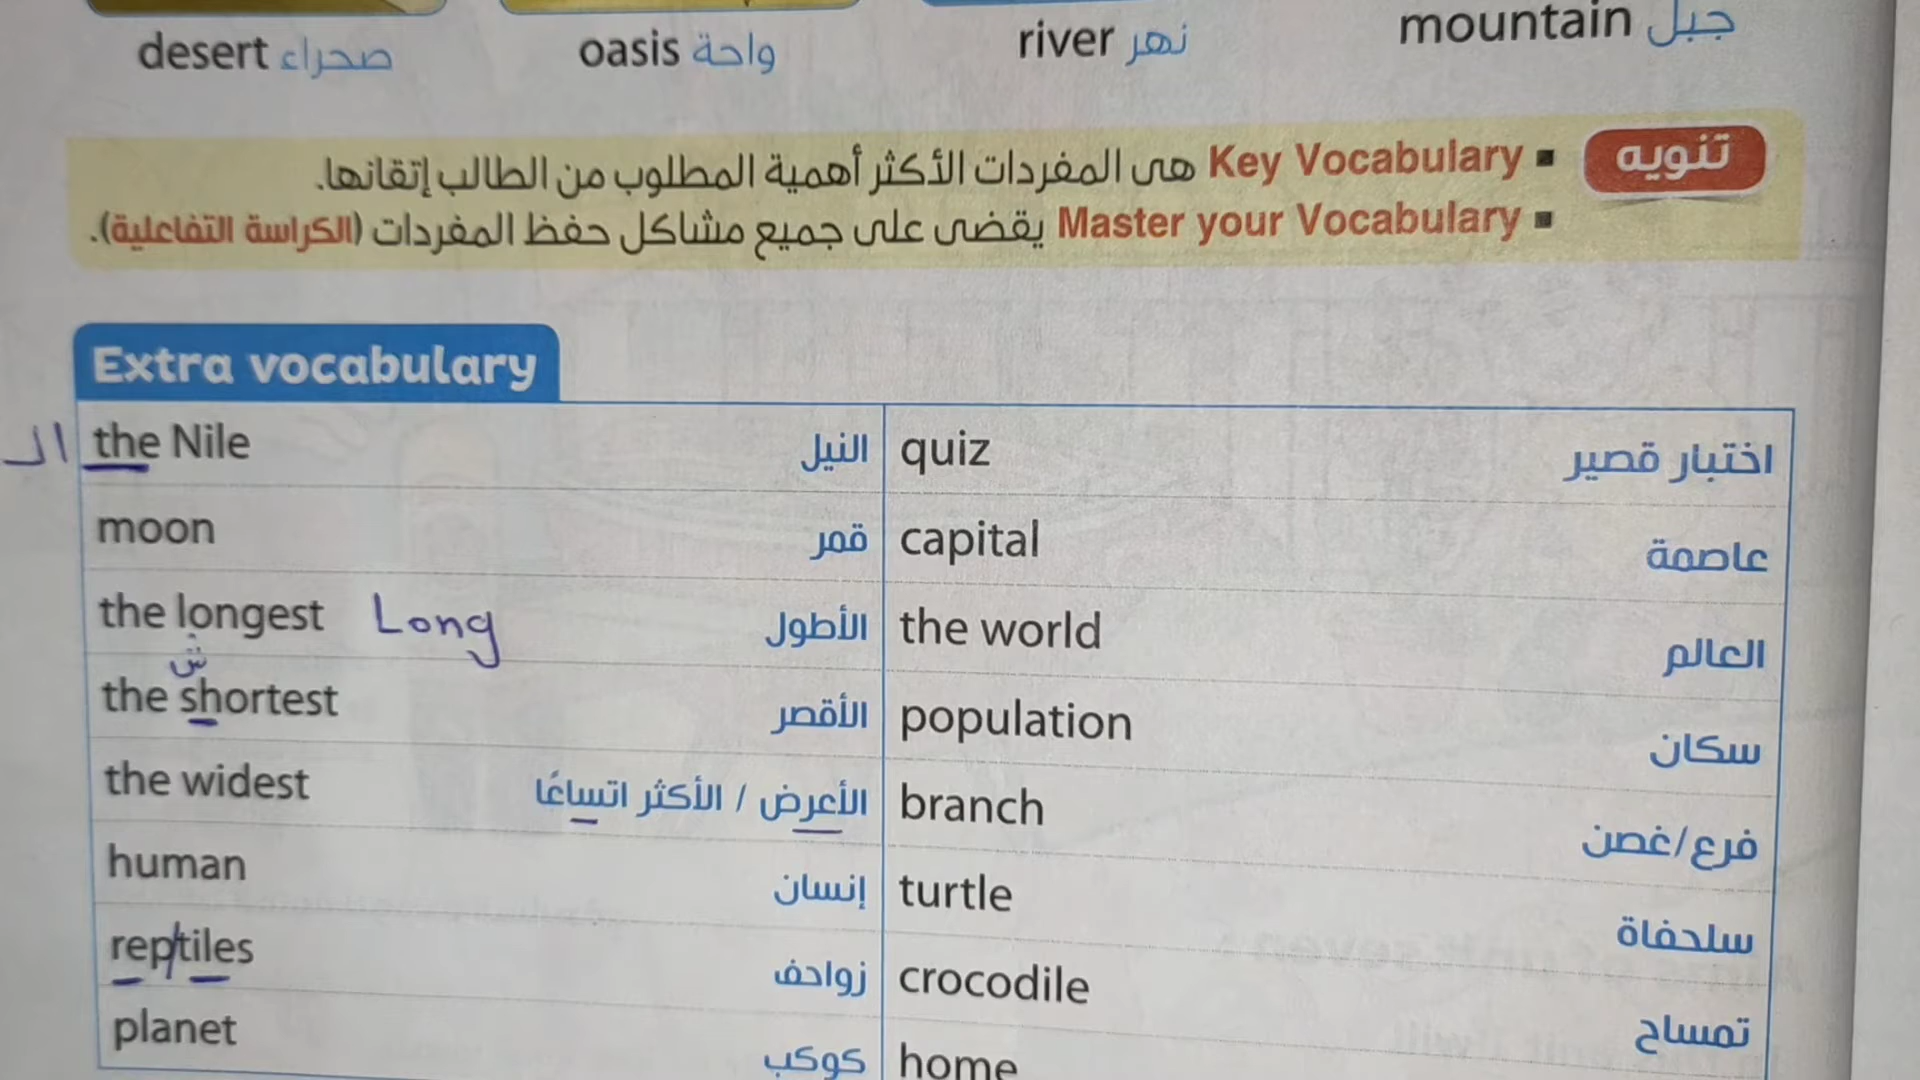 desert صحراء
oasis واحة
river نهر
mountain جبل
تنويه
▪ Key Vocabulary هى المفردات الأكثر أهمية المطلوب من الطالب إتقانها.
▪ Master your Vocabulary يقضى على جميع مشاكل حفظ المفردات (الكراسة التفاعلية).
Extra vocabulary
الـ the Nile النيل quiz اختبار قصير
moon قمر capital عاصمة
the longest Long الأطول the world العالم
ش
the shortest الأقصر population سكان
the widest الأعرض / الأكثر اتساعًا branch فرع/غصن
human إنسان turtle سلحفاة
reptiles زواحف crocodile تمساح
planet كوكب home